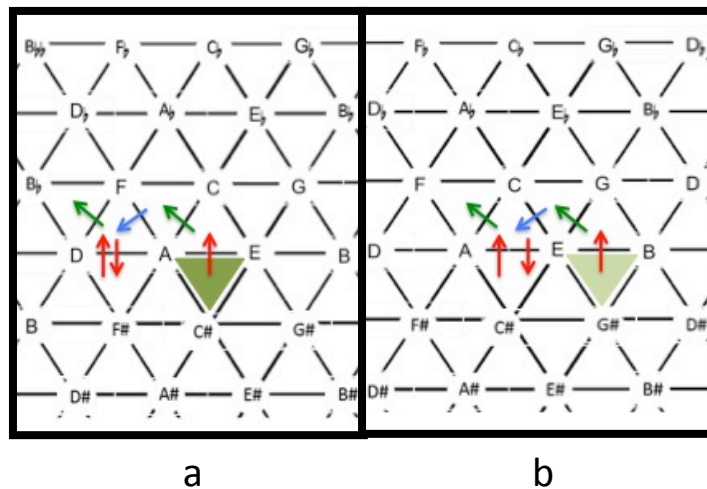 B♭♭ F♭ C♭ G♭
D♭ A♭ E♭ B♭
B♭ F C G
D A E B
B F# C# G#
D# A# E# B#
F♭ C♭ G♭ D♭
D♭ A♭ E♭ B♭
F C G D
D A E B
F# C# G# D#
D# A# E# B#
a
b